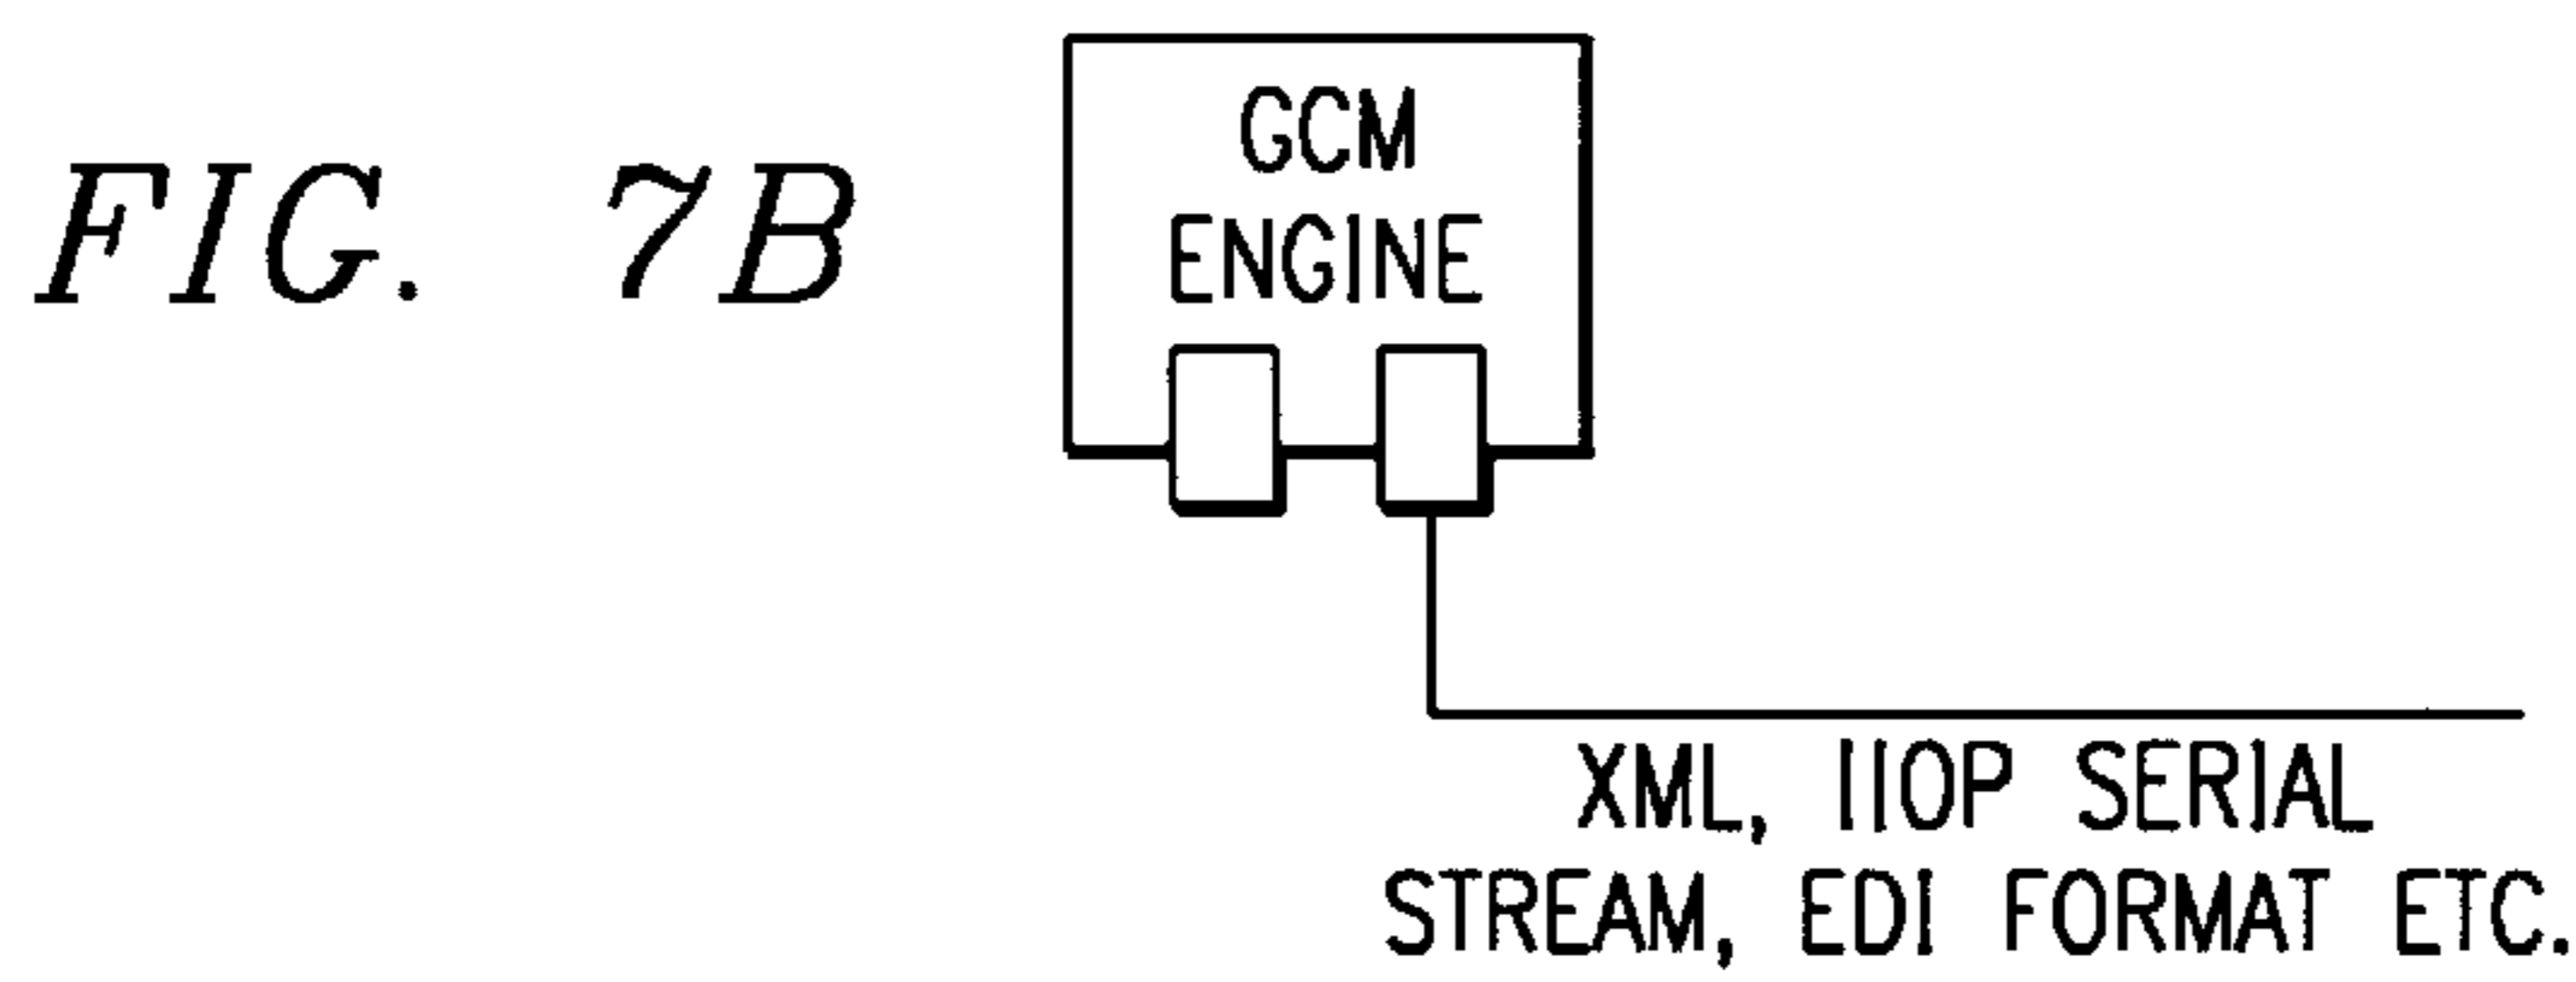 FIG. 7B
GCM
ENGINE
XML, IIOP SERIAL
STREAM, EDI FORMAT ETC.